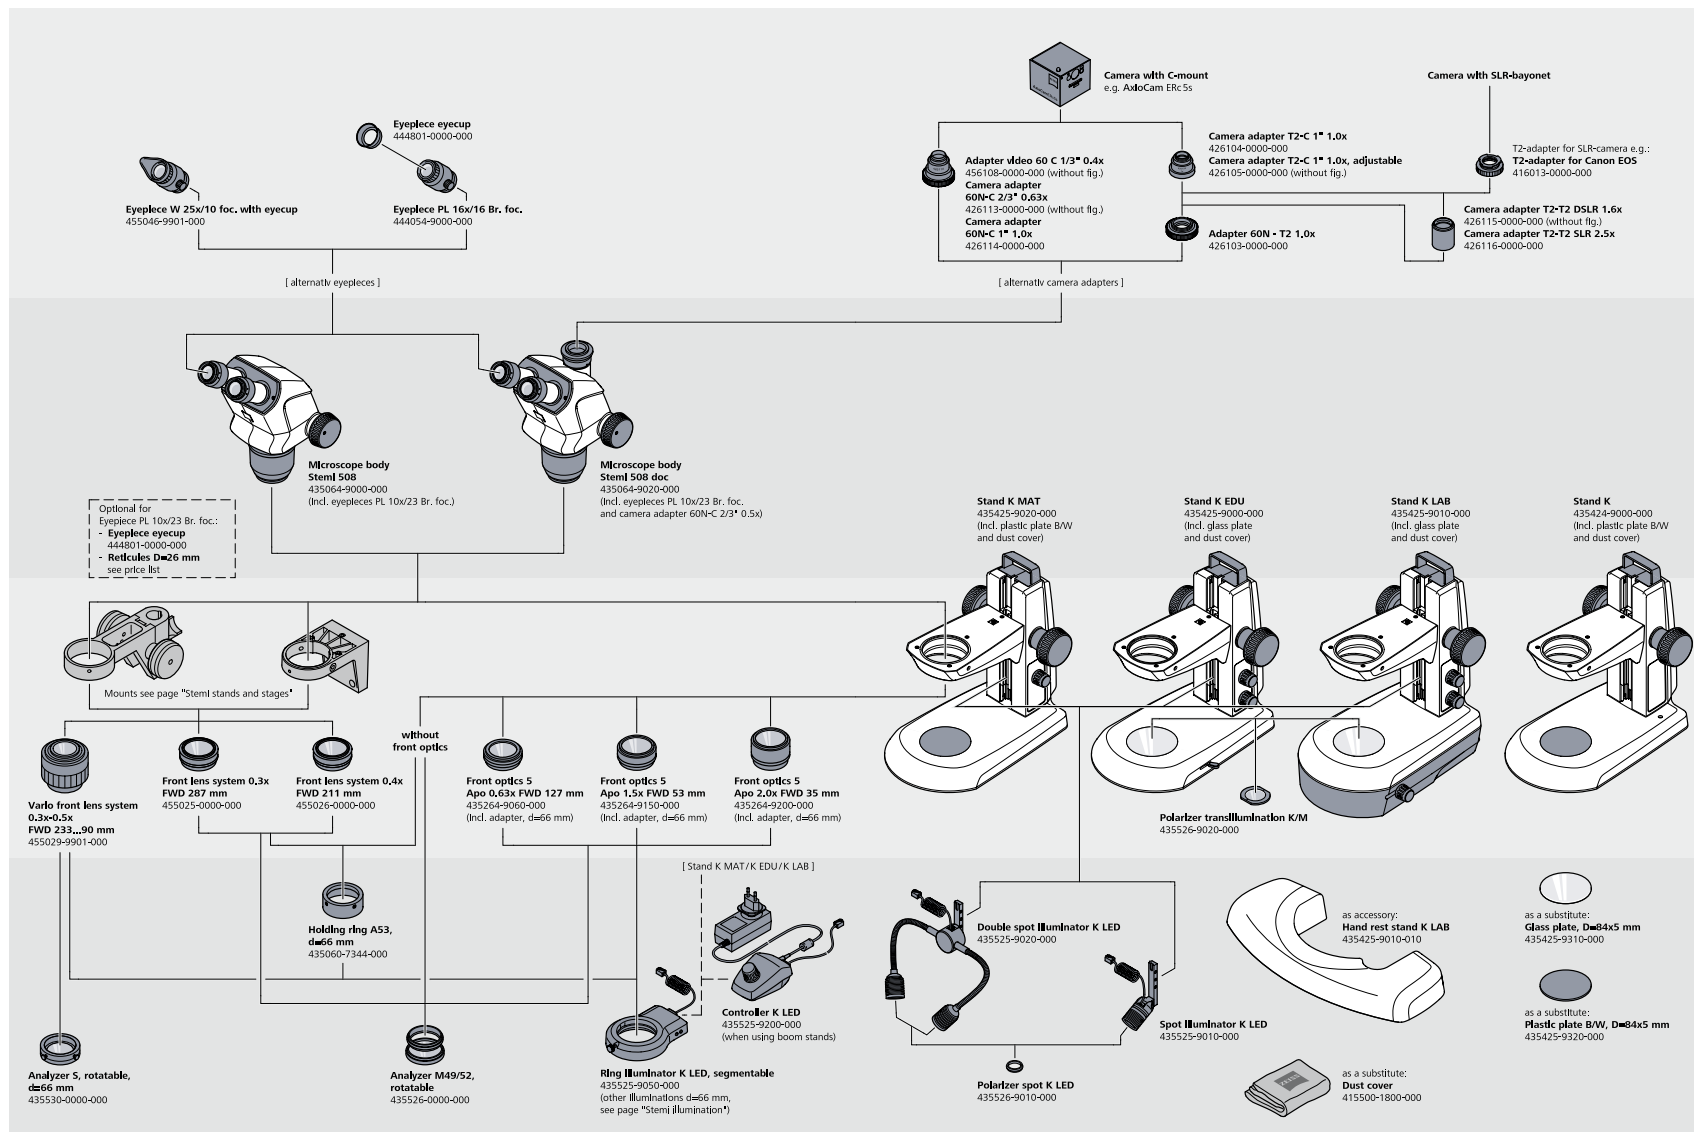 Camera with C-mount
e.g. AxioCam ERc 5s
Camera with SLR-bayonet
Eyepiece eyecup
444801-0000-000
Eyepiece W 25x/10 foc. with eyecup
455046-9901-000
Eyepiece PL 16x/16 Br. foc.
444054-9000-000
[ alternativ eyepieces ]
Adapter video 60 C 1/3" 0.4x
456108-0000-000 (without fig.)
Camera adapter
60N-C 2/3" 0.63x
426113-0000-000 (without fig.)
Camera adapter
60N-C 1" 1.0x
426114-0000-000
Camera adapter T2-C 1" 1.0x
426104-0000-000
Camera adapter T2-C 1" 1.0x, adjustable
426105-0000-000 (without fig.)
T2-adapter for SLR-camera e.g.:
T2-adapter for Canon EOS
416013-0000-000
Adapter 60N - T2 1.0x
426103-0000-000
Camera adapter T2-T2 DSLR 1.6x
426115-0000-000 (without fig.)
Camera adapter T2-T2 SLR 2.5x
426116-0000-000
[ alternativ camera adapters ]
Microscope body
Stemi 508
435064-9000-000
(Incl. eyepieces PL 10x/23 Br. foc.)
Microscope body
Stemi 508 doc
435064-9020-000
(Incl. eyepieces PL 10x/23 Br. foc.
and camera adapter 60N-C 2/3" 0.5x)
Optional for
Eyepiece PL 10x/23 Br. foc.:
- Eyepiece eyecup
444801-0000-000
- Reticules D=26 mm
see price list
Stand K MAT
435425-9020-000
(Incl. plastic plate B/W
and dust cover)
Stand K EDU
435425-9000-000
(Incl. glass plate
and dust cover)
Stand K LAB
435425-9010-000
(Incl. glass plate
and dust cover)
Stand K
435424-9000-000
(Incl. plastic plate B/W
and dust cover)
Mounts see page "Stemi stands and stages"
without
front optics
Vario front lens system
0.3x-0.5x
FWD 233...90 mm
455029-9901-000
Front lens system 0.3x
FWD 287 mm
455025-0000-000
Front lens system 0.4x
FWD 211 mm
455026-0000-000
Front optics 5
Apo 0.63x FWD 127 mm
435264-9060-000
(Incl. adapter, d=66 mm)
Front optics 5
Apo 1.5x FWD 53 mm
435264-9150-000
(Incl. adapter, d=66 mm)
Front optics 5
Apo 2.0x FWD 35 mm
435264-9200-000
(Incl. adapter, d=66 mm)
Polarizer transillumination K/M
435526-9020-000
[ Stand K MAT/K EDU/K LAB ]
Holding ring A53,
d=66 mm
435060-7344-000
Double spot illuminator K LED
435525-9020-000
as accessory:
Hand rest stand K LAB
435425-9010-010
as a substitute:
Glass plate, D=84x5 mm
435425-9310-000
Controller K LED
435525-9200-000
(when using boom stands)
Spot illuminator K LED
435525-9010-000
as a substitute:
Plastic plate B/W, D=84x5 mm
435425-9320-000
Analyzer S, rotatable,
d=66 mm
435530-0000-000
Analyzer M49/52,
rotatable
435526-0000-000
Ring illuminator K LED, segmentable
435525-9050-000
(other illuminations d=66 mm,
see page "Stemi illumination")
Polarizer spot K LED
435526-9010-000
as a substitute:
Dust cover
415500-1800-000
ZEISS